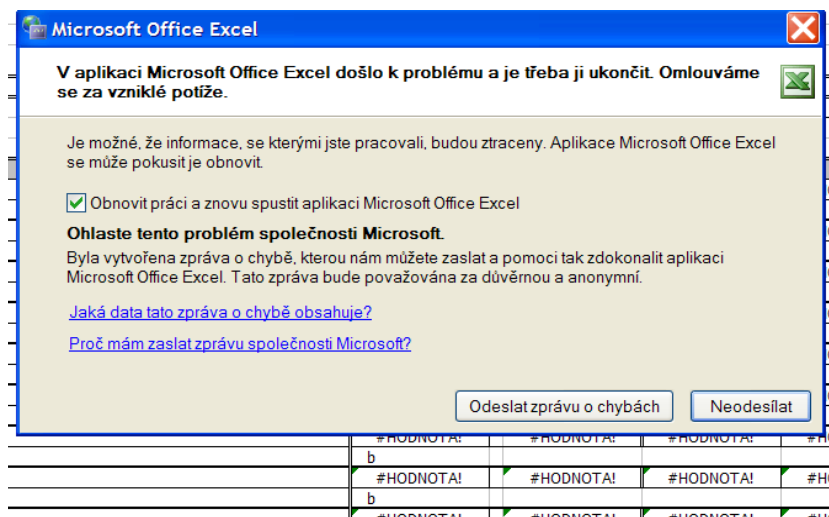 Microsoft Office Excel
V aplikaci Microsoft Office Excel došlo k problému a je třeba ji ukončit. Omlouváme
se za vzniklé potíže.
Je možné, že informace, se kterými jste pracovali, budou ztraceny. Aplikace Microsoft Office Excel
se může pokusit je obnovit.
Obnovit práci a znovu spustit aplikaci Microsoft Office Excel
Ohlaste tento problém společnosti Microsoft.
Byla vytvořena zpráva o chybě, kterou nám můžete zaslat a pomoci tak zdokonalit aplikaci
Microsoft Office Excel. Tato zpráva bude považována za důvěrnou a anonymní.
Jaká data tato zpráva o chybě obsahuje?
Proč mám zaslat zprávu společnosti Microsoft?
Odeslat zprávu o chybách Neodesílat
#HODNOTA! #HODNOTA! #HODNOTA!
b
#HODNOTA! #HODNOTA! #HODNOTA! #H
b
#HODNOTA! #HODNOTA! #HODNOTA!